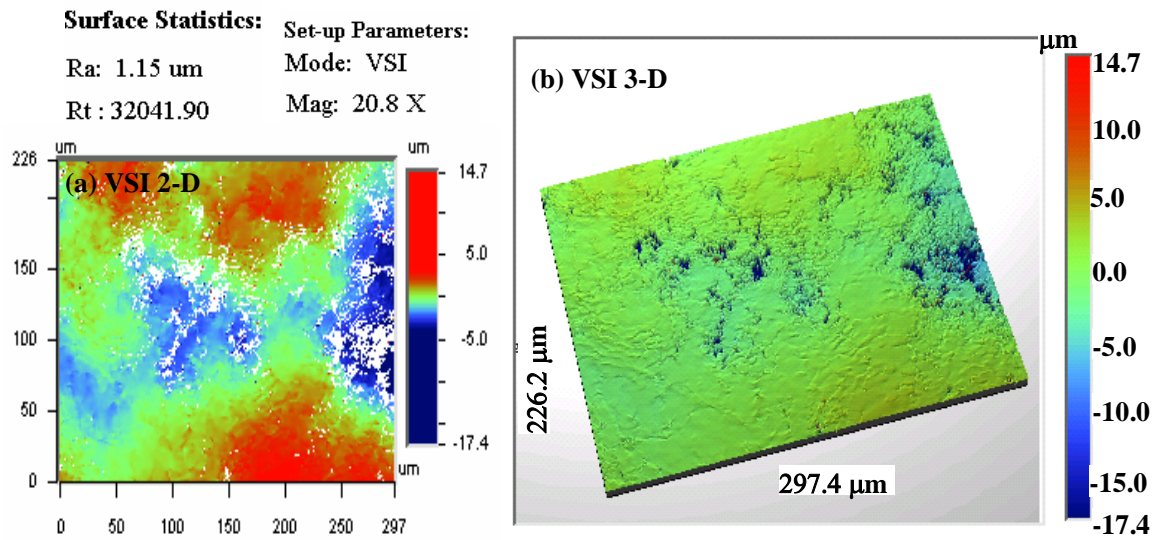 Surface Statistics:
Ra: 1.15 um
Rt : 32041.90
Set-up Parameters:
Mode: VSI
Mag: 20.8 X
um
226
150
100
50
0
(a) VSI 2-D
0 50 100 150 200 250 297
um
um
14.7
5.0
-5.0
-17.4
(b) VSI 3-D
226.2 μm
297.4 μm
μm
14.7
10.0
5.0
0.0
-5.0
-10.0
-15.0
-17.4